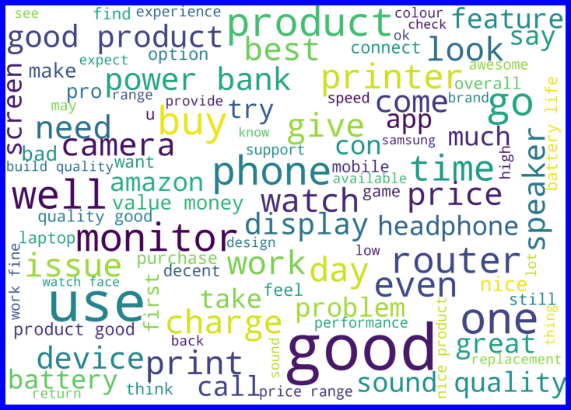 see
find
experience
product
colour
check
feature
good product
option
best
connect
ok
look
say
expect
make
power bank
printer
awesome
overall
screen
pro
range
provide
try
speed
come
brand
go
may
u
buy
give
app
need
know
con
samsung
much
battery life
bad
camera
support
mobile
high
speaker
build quality
want
phone
available
time
well
amazon
watch
game
price
value money
quality good
display
headphone
laptop
monitor
design
work fine
issue
purchase
work
day
low
router
lot
watch face
decent
feel
even
nice
use
first
take
problem
still
product good
charge
performance
one
thing
back
sound
good
nice product
great
device
print
replacement
battery
think
call
price range
sound quality
return